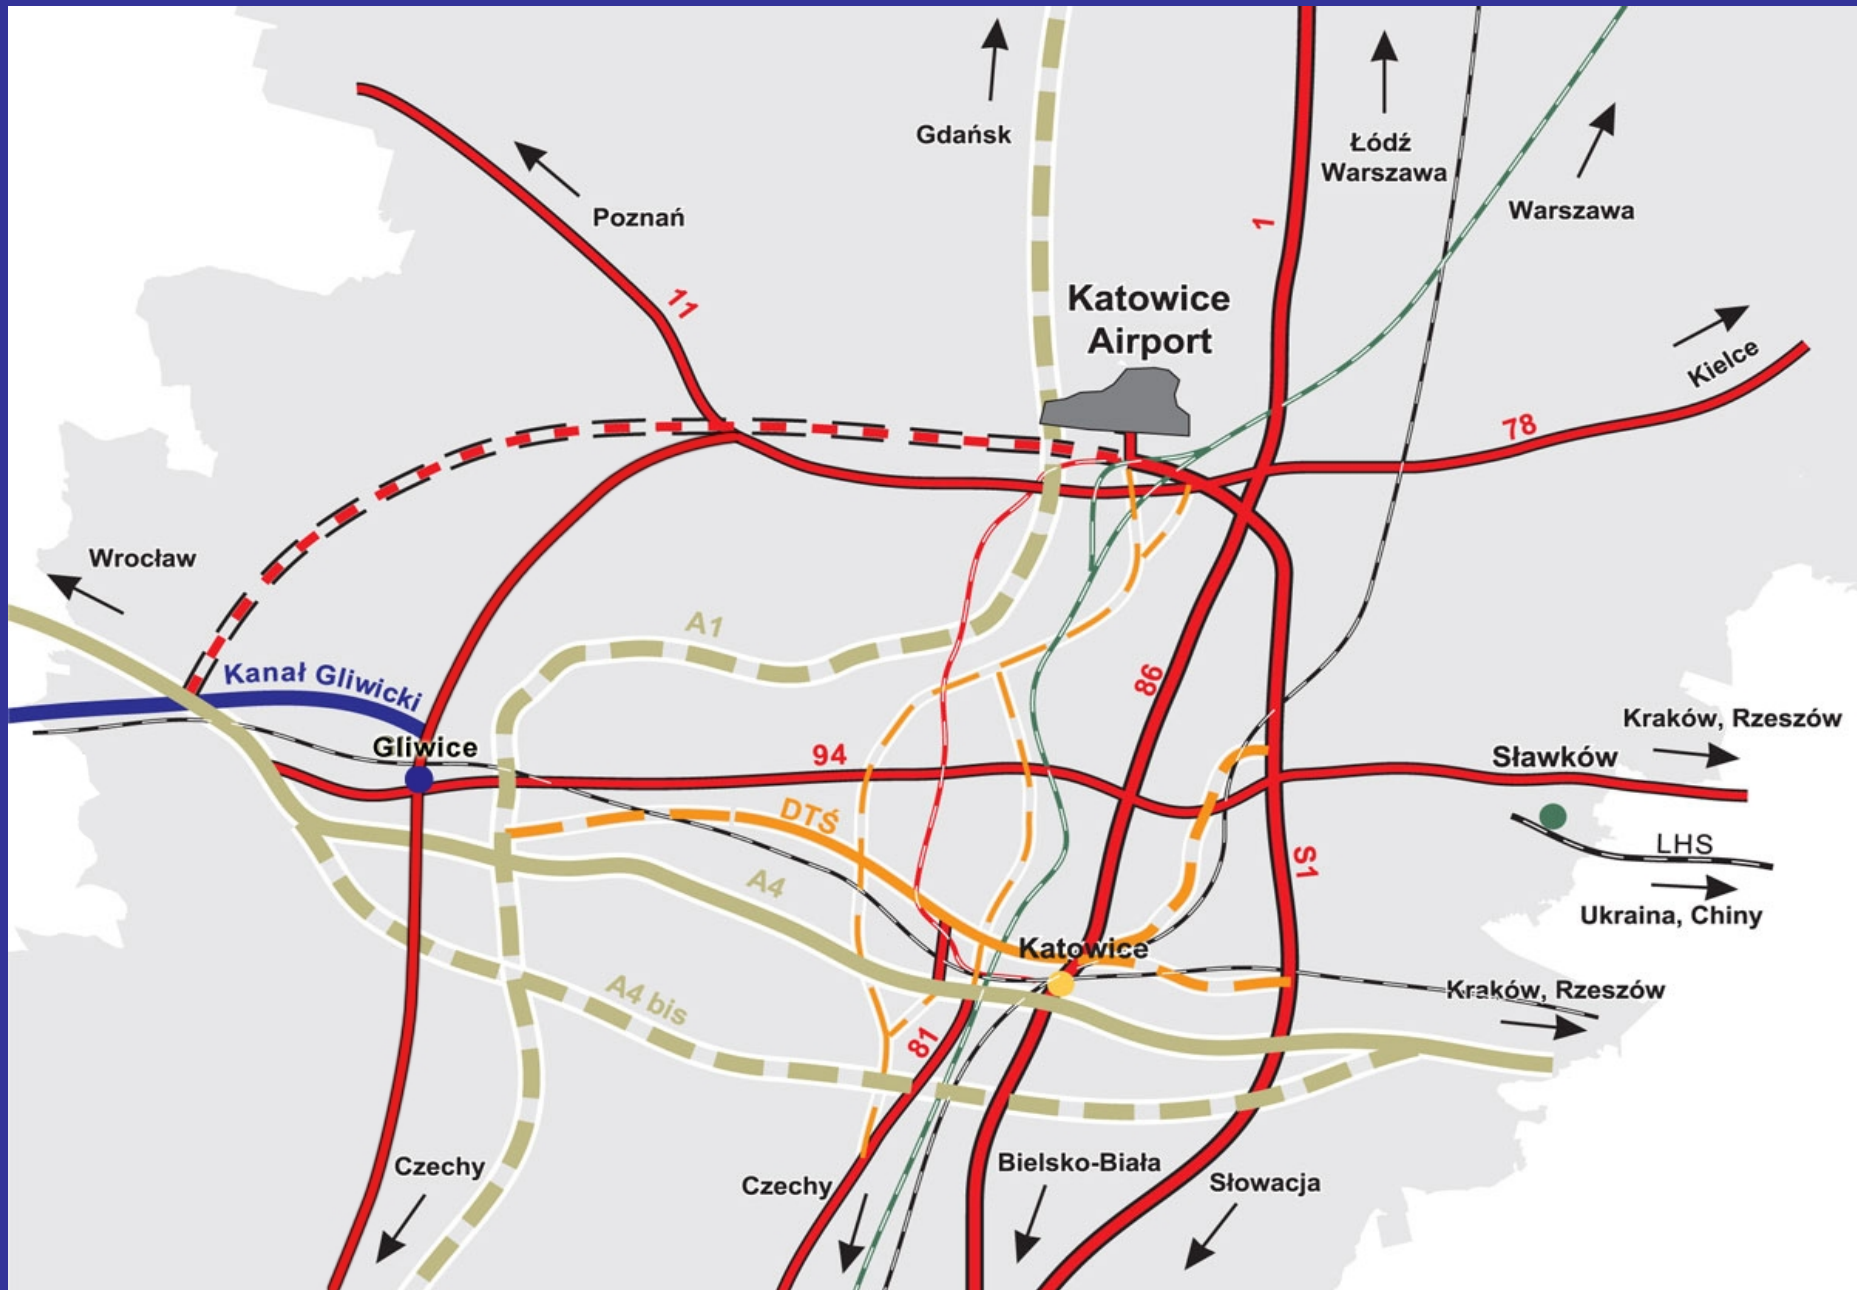 Gdańsk
Łódź
Warszawa
Poznań
Warszawa
1
11
Katowice
Airport
Kielce
78
Wrocław
A1
Kanał Gliwicki
86
Gliwice
94
Kraków, Rzeszów
Sławków
DTŚ
LHS
S1
A4
Ukraina, Chiny
Katowice
A4 bis
Kraków, Rzeszów
81
Czechy
Czechy
Bielsko-Biała
Słowacja